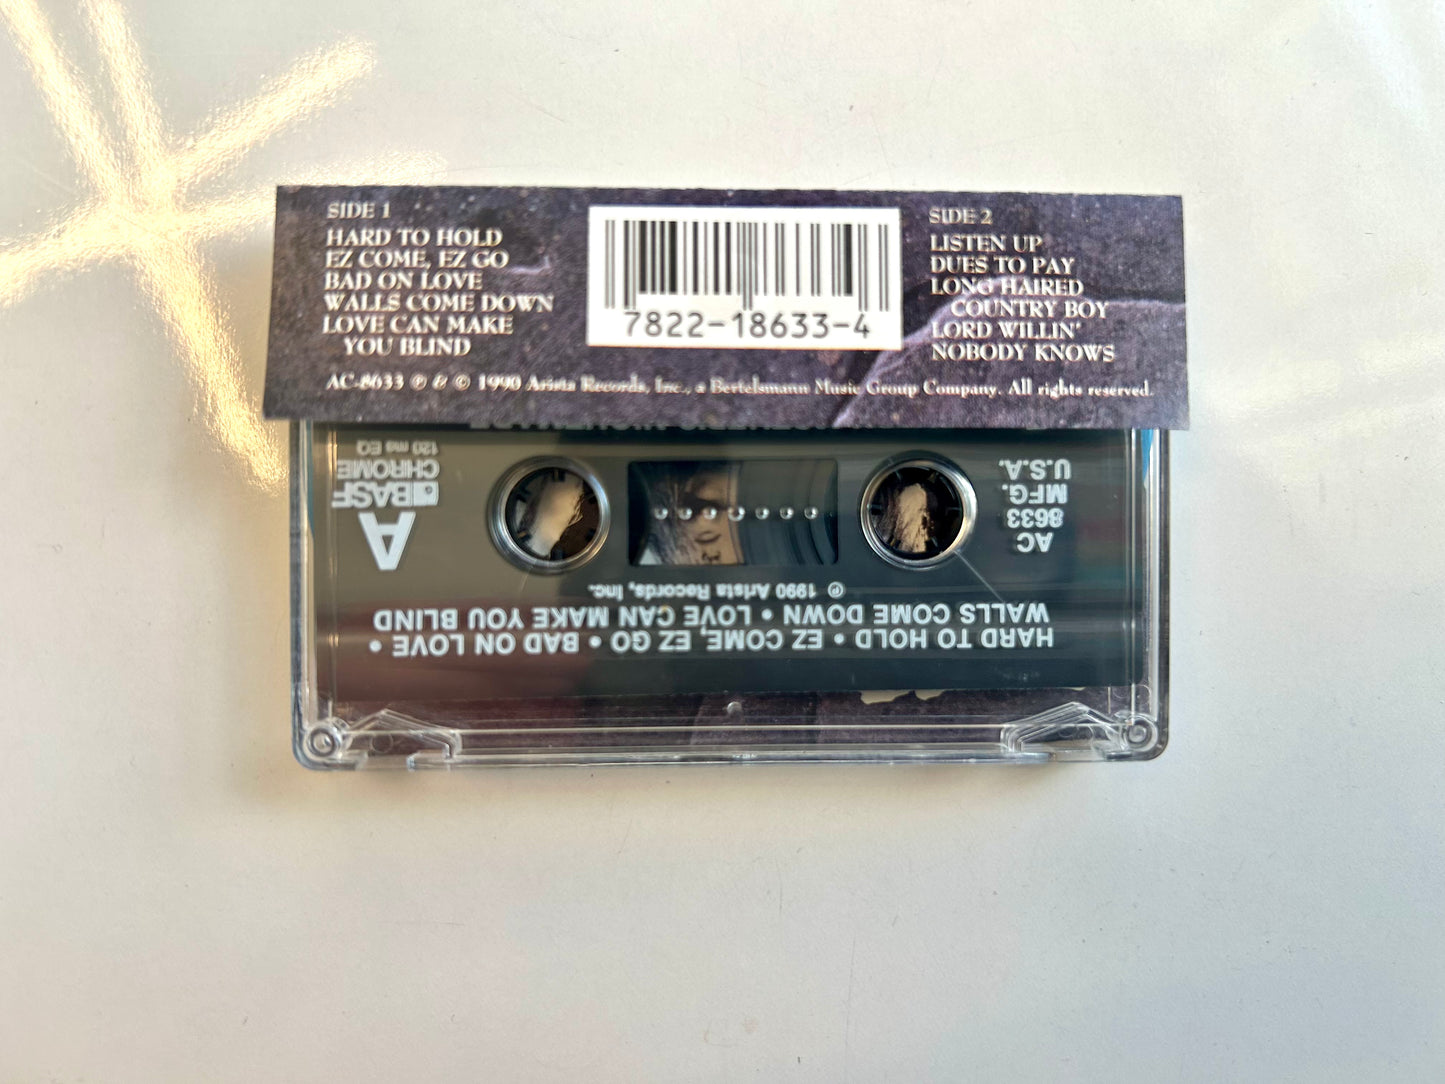 SIDE 1
HARD TO HOLD
EZ COME, EZ GO
BAD ON LOVE
WALLS COME DOWN
LOVE CAN MAKE
YOU BLIND
7822-18633-4
SIDE 2
LISTEN UP
DUES TO PAY
LONG HAIRED
COUNTRY BOY
LORD WILLIN'
NOBODY KNOWS
AC-8633 ℗ & © 1990 Arista Records, Inc., a Bertelsmann Music Group Company. All rights reserved.
HARD TO HOLD • EZ COME, EZ GO • BAD ON LOVE •
WALLS COME DOWN • LOVE CAN MAKE YOU BLIND
℗ 1990 Arista Records, Inc.
AC
8633
MFG.
U.S.A.
A
BASF
CHROME
120 ms EQ